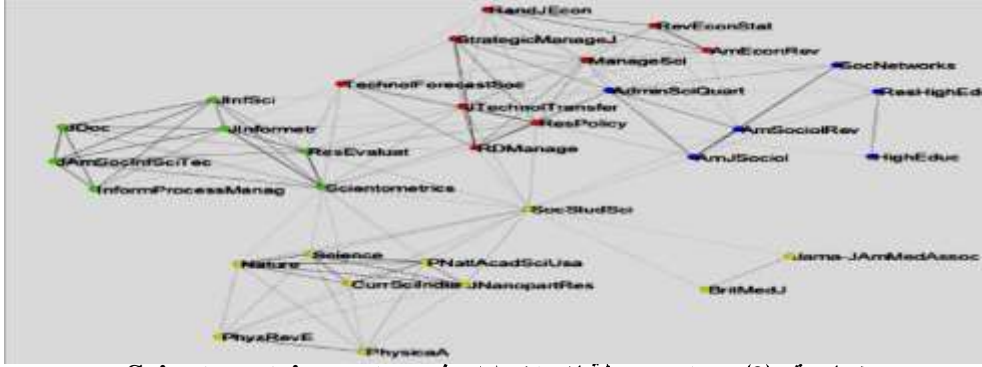 RandJEcon
RevEconStat
StrategicManageJ
AmEconRev
ManageSci
SocNetworks
TechnolForecastSoc
AdminSciQuart
ResHighEd
JInfSci
JTechnolTransfer
JDoc
JInformetr
ResPolicy
AmSociolRev
ResEvaluat
RDManage
JAmSocInfSciTec
AmJSociol
HighEduc
InformProcessManag
Scientometrics
SocStudSci
Science
Nature
PNatlAcadSciUsa
Jama-JAmMedAssoc
CurrSciIndia
JNanopartRes
BritMedJ
PhysRevE
PhysicaA